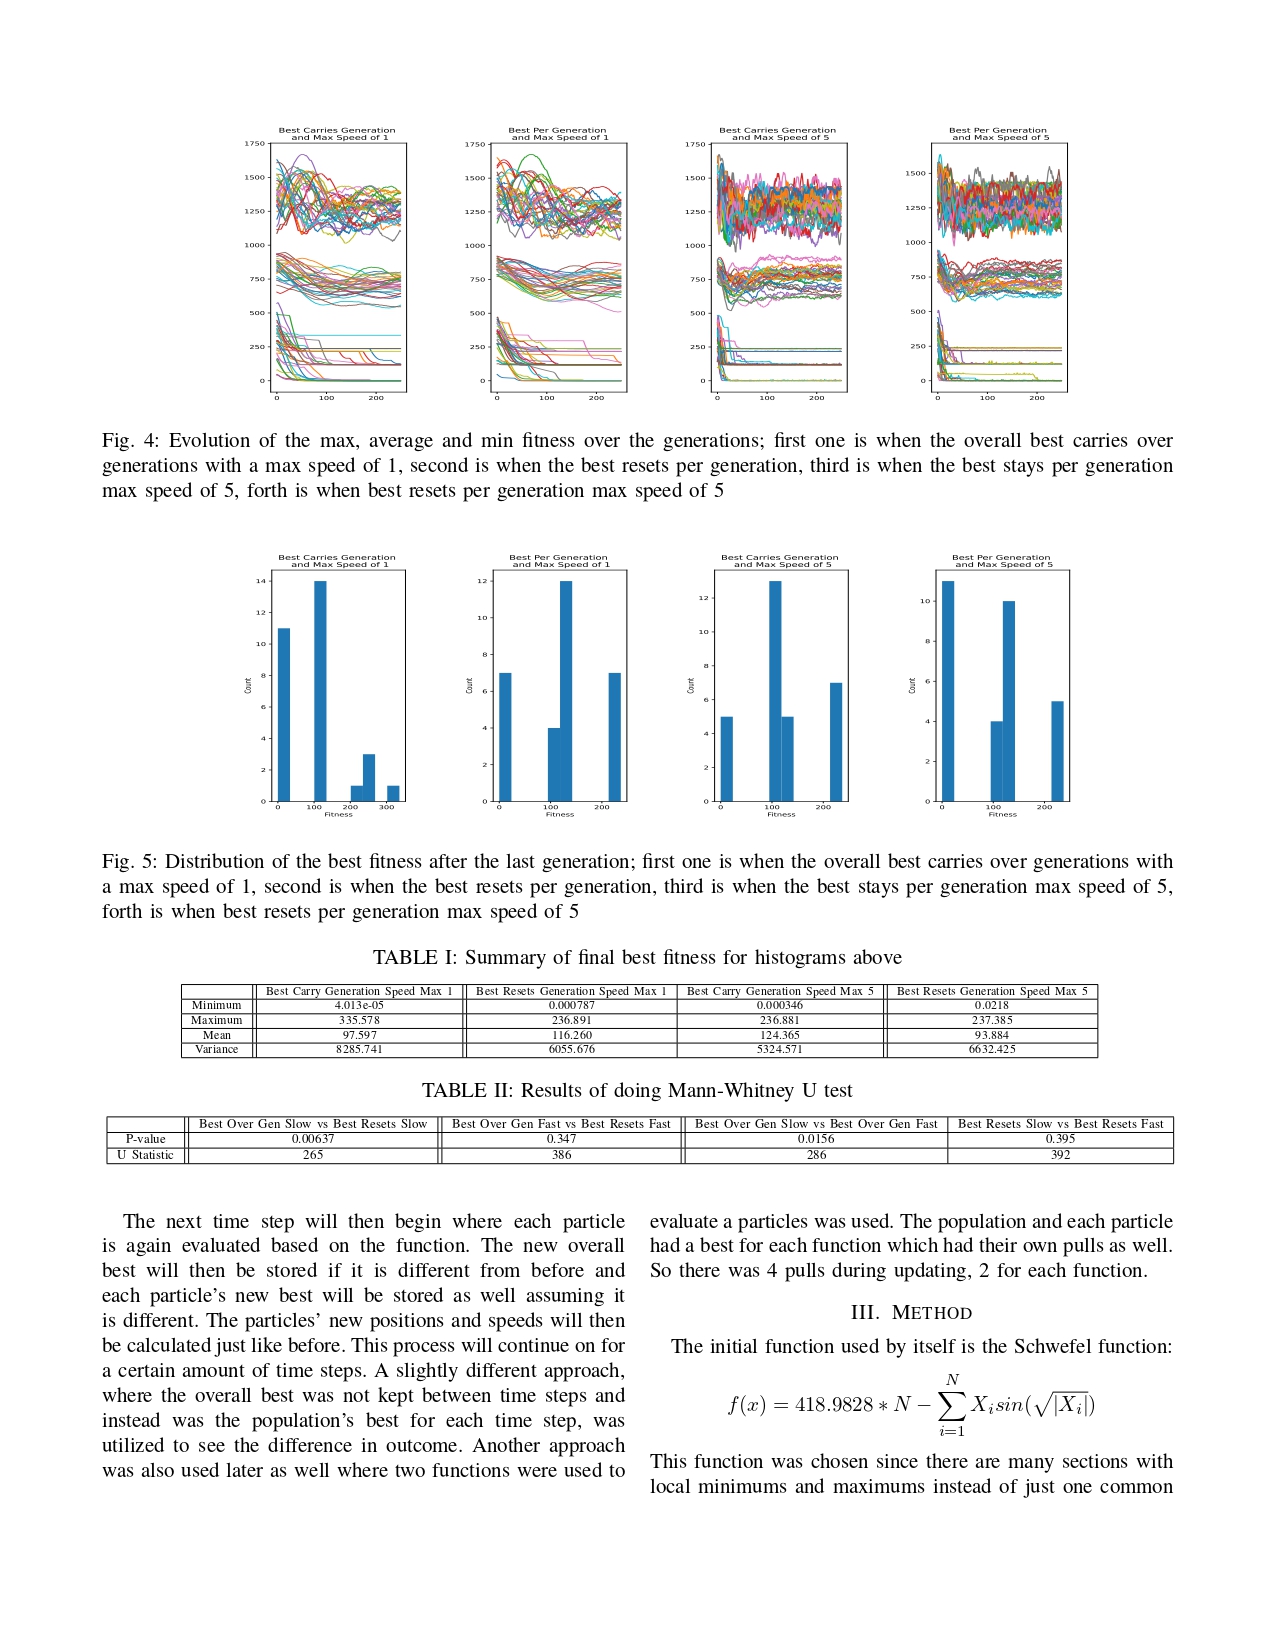 Best Carries Generation
and Max Speed of 1
1750
1500
1250
1000
750
500
250
0
0 100 200
Best Per Generation
and Max Speed of 1
1750
1500
1250
1000
750
500
250
0
0 100 200
Best Carries Generation
and Max Speed of 5
1750
1500
1250
1000
750
500
250
0
0 100 200
Best Per Generation
and Max Speed of 5
1500
1250
1000
750
500
250
0
0 100 200
Fig. 4: Evolution of the max, average and min fitness over the generations; first one is when the overall best carries over
generations with a max speed of 1, second is when the best resets per generation, third is when the best stays per generation
max speed of 5, forth is when best resets per generation max speed of 5
Best Carries Generation
and Max Speed of 1
14
12
10
8
6
4
2
0
Count
0 100 200 300
Fitness
Best Per Generation
and Max Speed of 1
12
10
8
6
4
2
0
Count
0 100 200
Fitness
Best Carries Generation
and Max Speed of 5
12
10
8
6
4
2
0
Count
0 100 200
Fitness
Best Per Generation
and Max Speed of 5
10
8
6
4
2
0
Count
0 100 200
Fitness
Fig. 5: Distribution of the best fitness after the last generation; first one is when the overall best carries over generations with
a max speed of 1, second is when the best resets per generation, third is when the best stays per generation max speed of 5,
forth is when best resets per generation max speed of 5
TABLE I: Summary of final best fitness for histograms above
Best Carry Generation Speed Max 1 Best Resets Generation Speed Max 1 Best Carry Generation Speed Max 5 Best Resets Generation Speed Max 5
Minimum 4.013e-05 0.000787 0.000346 0.0218
Maximum 335.578 236.891 236.881 237.385
Mean 97.597 116.260 124.365 93.884
Variance 8285.741 6055.676 5324.571 6632.425
TABLE II: Results of doing Mann-Whitney U test
Best Over Gen Slow vs Best Resets Slow Best Over Gen Fast vs Best Resets Fast Best Over Gen Slow vs Best Over Gen Fast Best Resets Slow vs Best Resets Fast
P-value 0.00637 0.347 0.0156 0.395
U Statistic 265 386 286 392
The next time step will then begin where each particle
is again evaluated based on the function. The new overall
best will then be stored if it is different from before and
each particle's new best will be stored as well assuming it
is different. The particles' new positions and speeds will then
be calculated just like before. This process will continue on for
a certain amount of time steps. A slightly different approach,
where the overall best was not kept between time steps and
instead was the population's best for each time step, was
utilized to see the difference in outcome. Another approach
was also used later as well where two functions were used to
evaluate a particles was used. The population and each particle
had a best for each function which had their own pulls as well.
So there was 4 pulls during updating, 2 for each function.
III. METHOD
The initial function used by itself is the Schwefel function:
f(x) = 418.9828 ∗ N − ∑_{i=1}^{N} X_i sin(√|X_i|)
This function was chosen since there are many sections with
local minimums and maximums instead of just one common